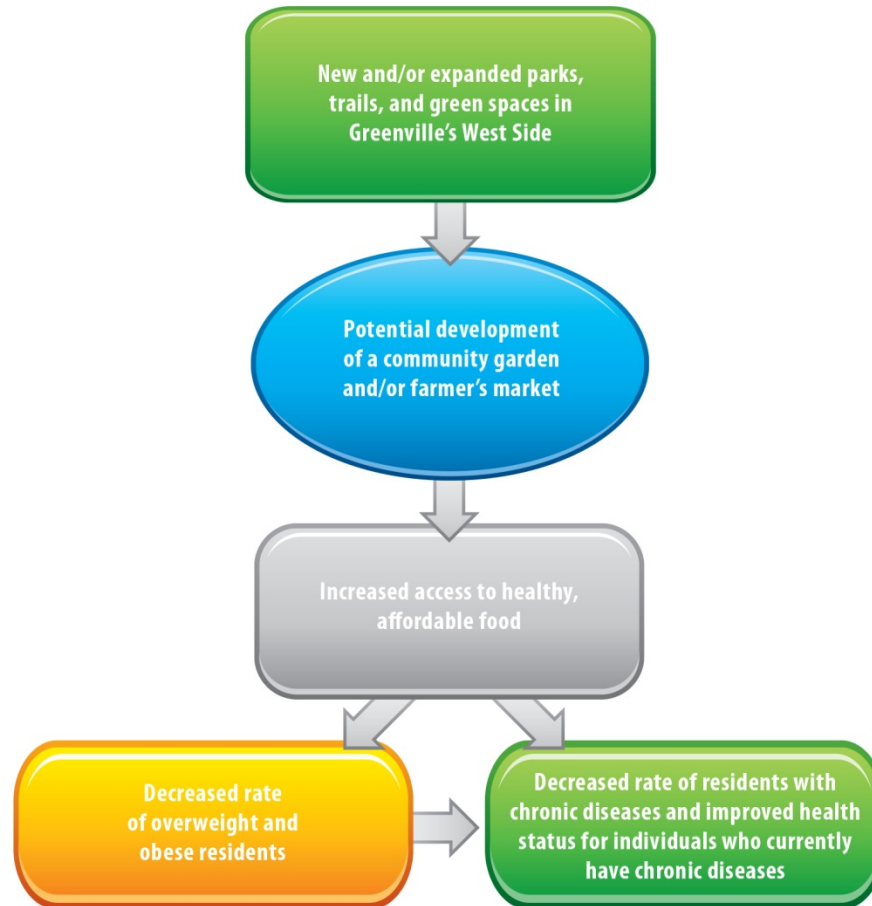 New and/or expanded parks,
trails, and green spaces in
Greenville’s West Side
Potential development
of a community garden
and/or farmer’s market
Increased access to healthy,
affordable food
Decreased rate
of overweight and
obese residents
Decreased rate of residents with
chronic diseases and improved health
status for individuals who currently
have chronic diseases